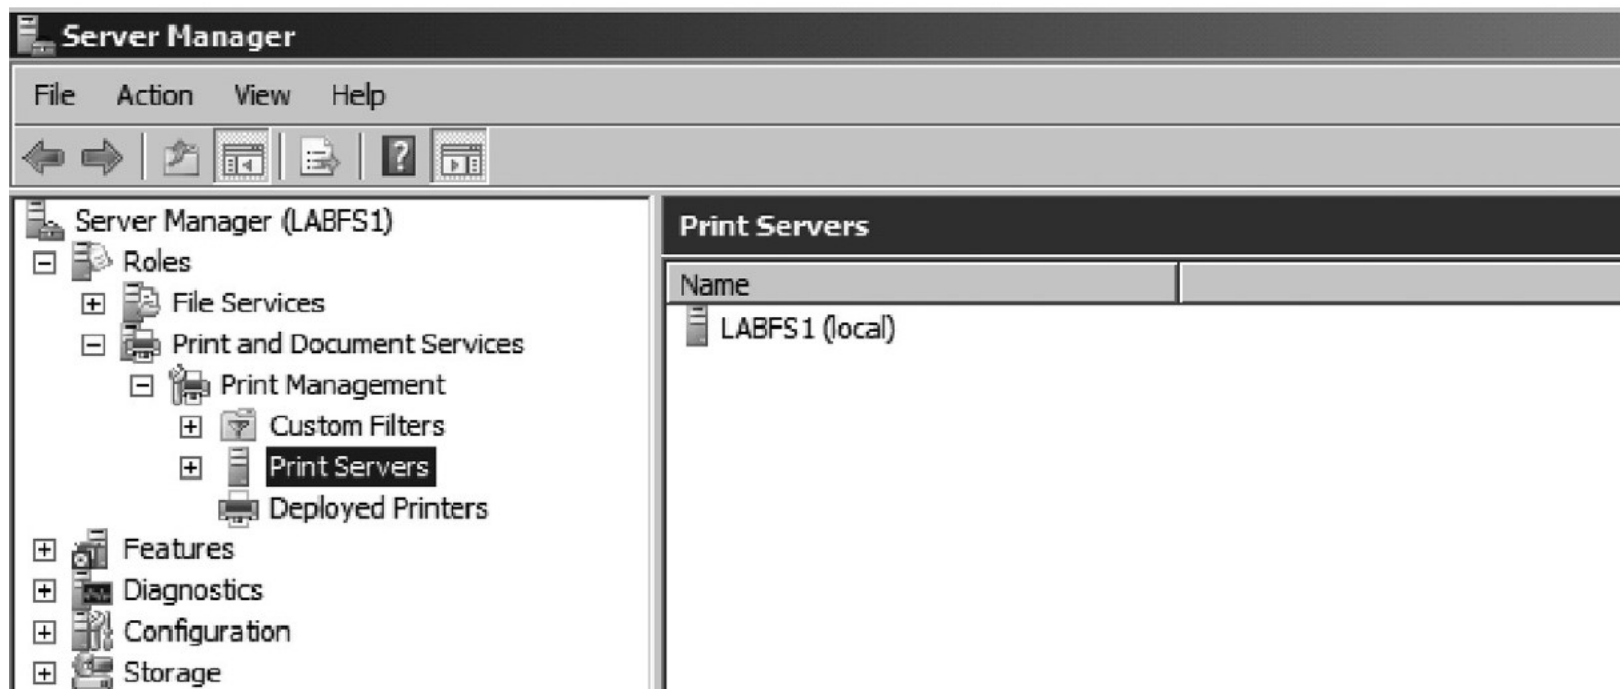 Server Manager
File Action View Help
Server Manager (LABFS1)
Roles
File Services
Print and Document Services
Print Management
Custom Filters
Print Servers
Deployed Printers
Features
Diagnostics
Configuration
Storage
Print Servers
Name
LABFS1 (local)